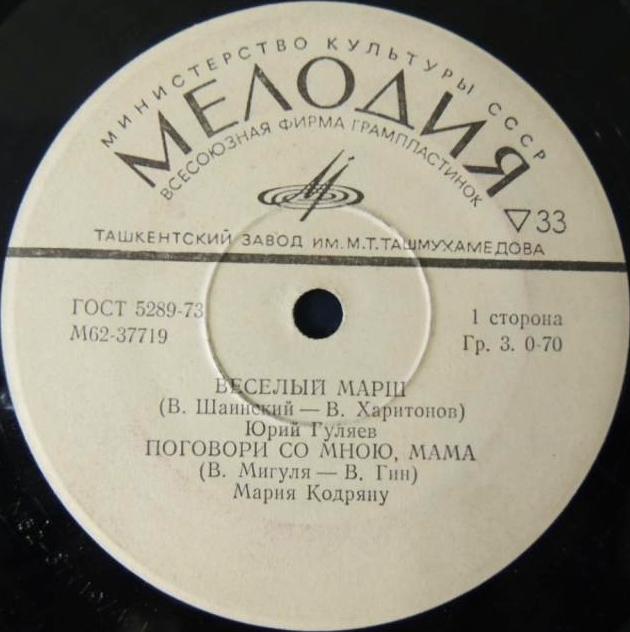 МИНИСТЕРСТВО КУЛЬТУРЫ СССР
МЕЛОДИЯ
ВСЕСОЮЗНАЯ ФИРМА ГРАМПЛАСТИНОК
33
ТАШКЕНТСКИЙ ЗАВОД ИМ. М.Т.ТАШМУХАМЕДОВА
ГОСТ 5289-73
М62-37719
1 сторона
Гр. 3. 0-70
ВЕСЕЛЫЙ МАРШ
(В. Шаинский — В. Харитонов)
Юрий Гуляев
ПОГОВОРИ СО МНОЮ, МАМА
(В. Мигуля — В. Гин)
Мария Кодряну